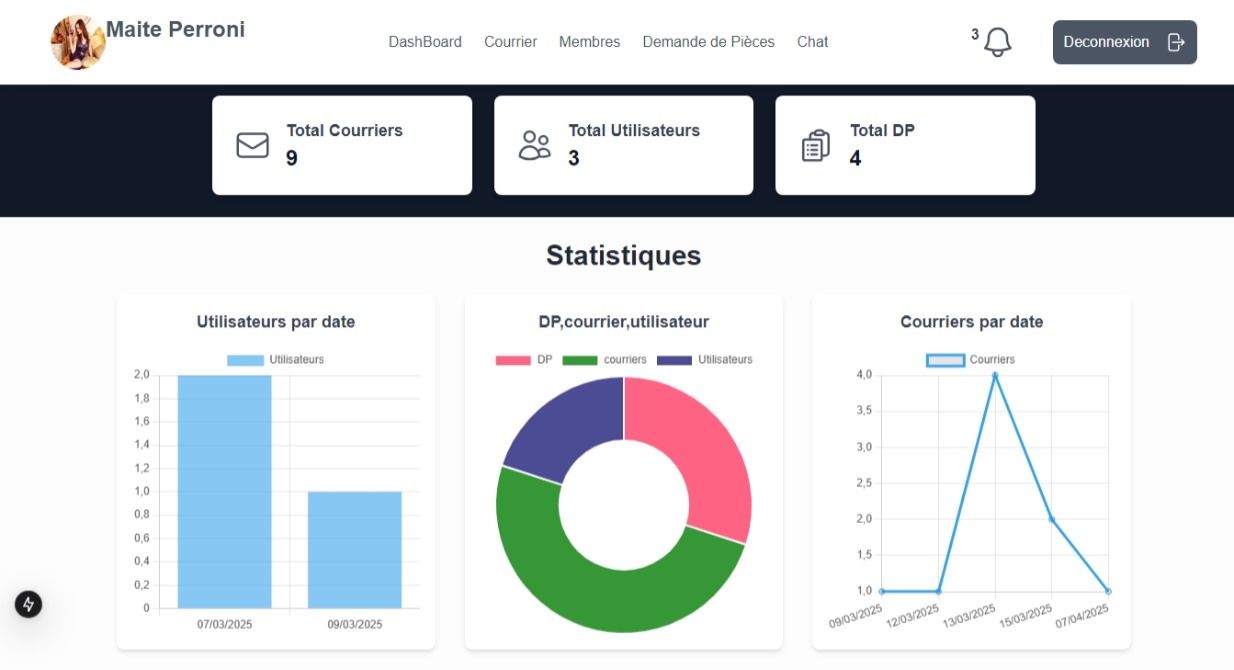 Maite Perroni
DashBoard Courrier Membres Demande de Pièces Chat
3
Deconnexion
Total Courriers
9
Total Utilisateurs
3
Total DP
4
Statistiques
Utilisateurs par date
Utilisateurs
2,0
1,8
1,6
1,4
1,2
1,0
0,8
0,6
0,4
0,2
0
07/03/2025 09/03/2025
DP,courrier,utilisateur
DP courriers Utilisateurs
Courriers par date
Courriers
4,0
3,5
3,0
2,5
2,0
1,5
1,0
09/03/2025 12/03/2025 13/03/2025 15/03/2025 07/04/2025